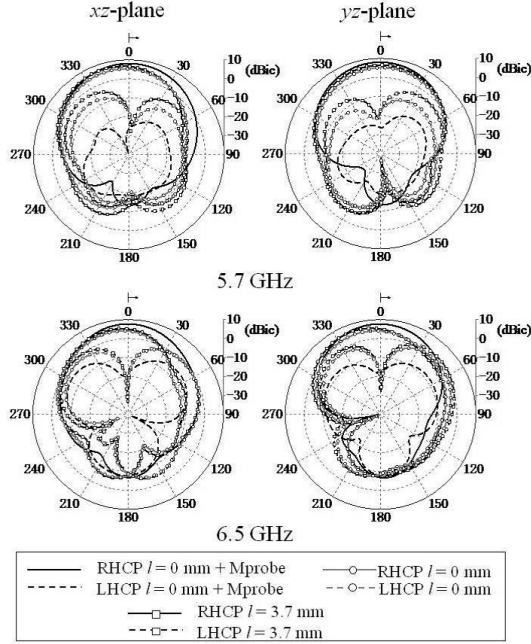 xz-plane yz-plane
0 0
330 30 10 (dBic) 330 30 10 (dBic)
300 60 0 -10 -20 -30 300 60 0 -10 -20 -30
270 90 270 90
240 120 240 120
210 150 210 150
180 180
5.7 GHz
0 0
330 30 10 (dBic) 330 30 10 (dBic)
300 60 0 -10 -20 -30 300 60 0 -10 -20 -30
270 90 270 90
240 120 240 120
210 150 210 150
180 180
6.5 GHz
RHCP l = 0 mm + Mprobe RHCP l = 0 mm
LHCP l = 0 mm + Mprobe LHCP l = 0 mm
RHCP l = 3.7 mm
LHCP l = 3.7 mm